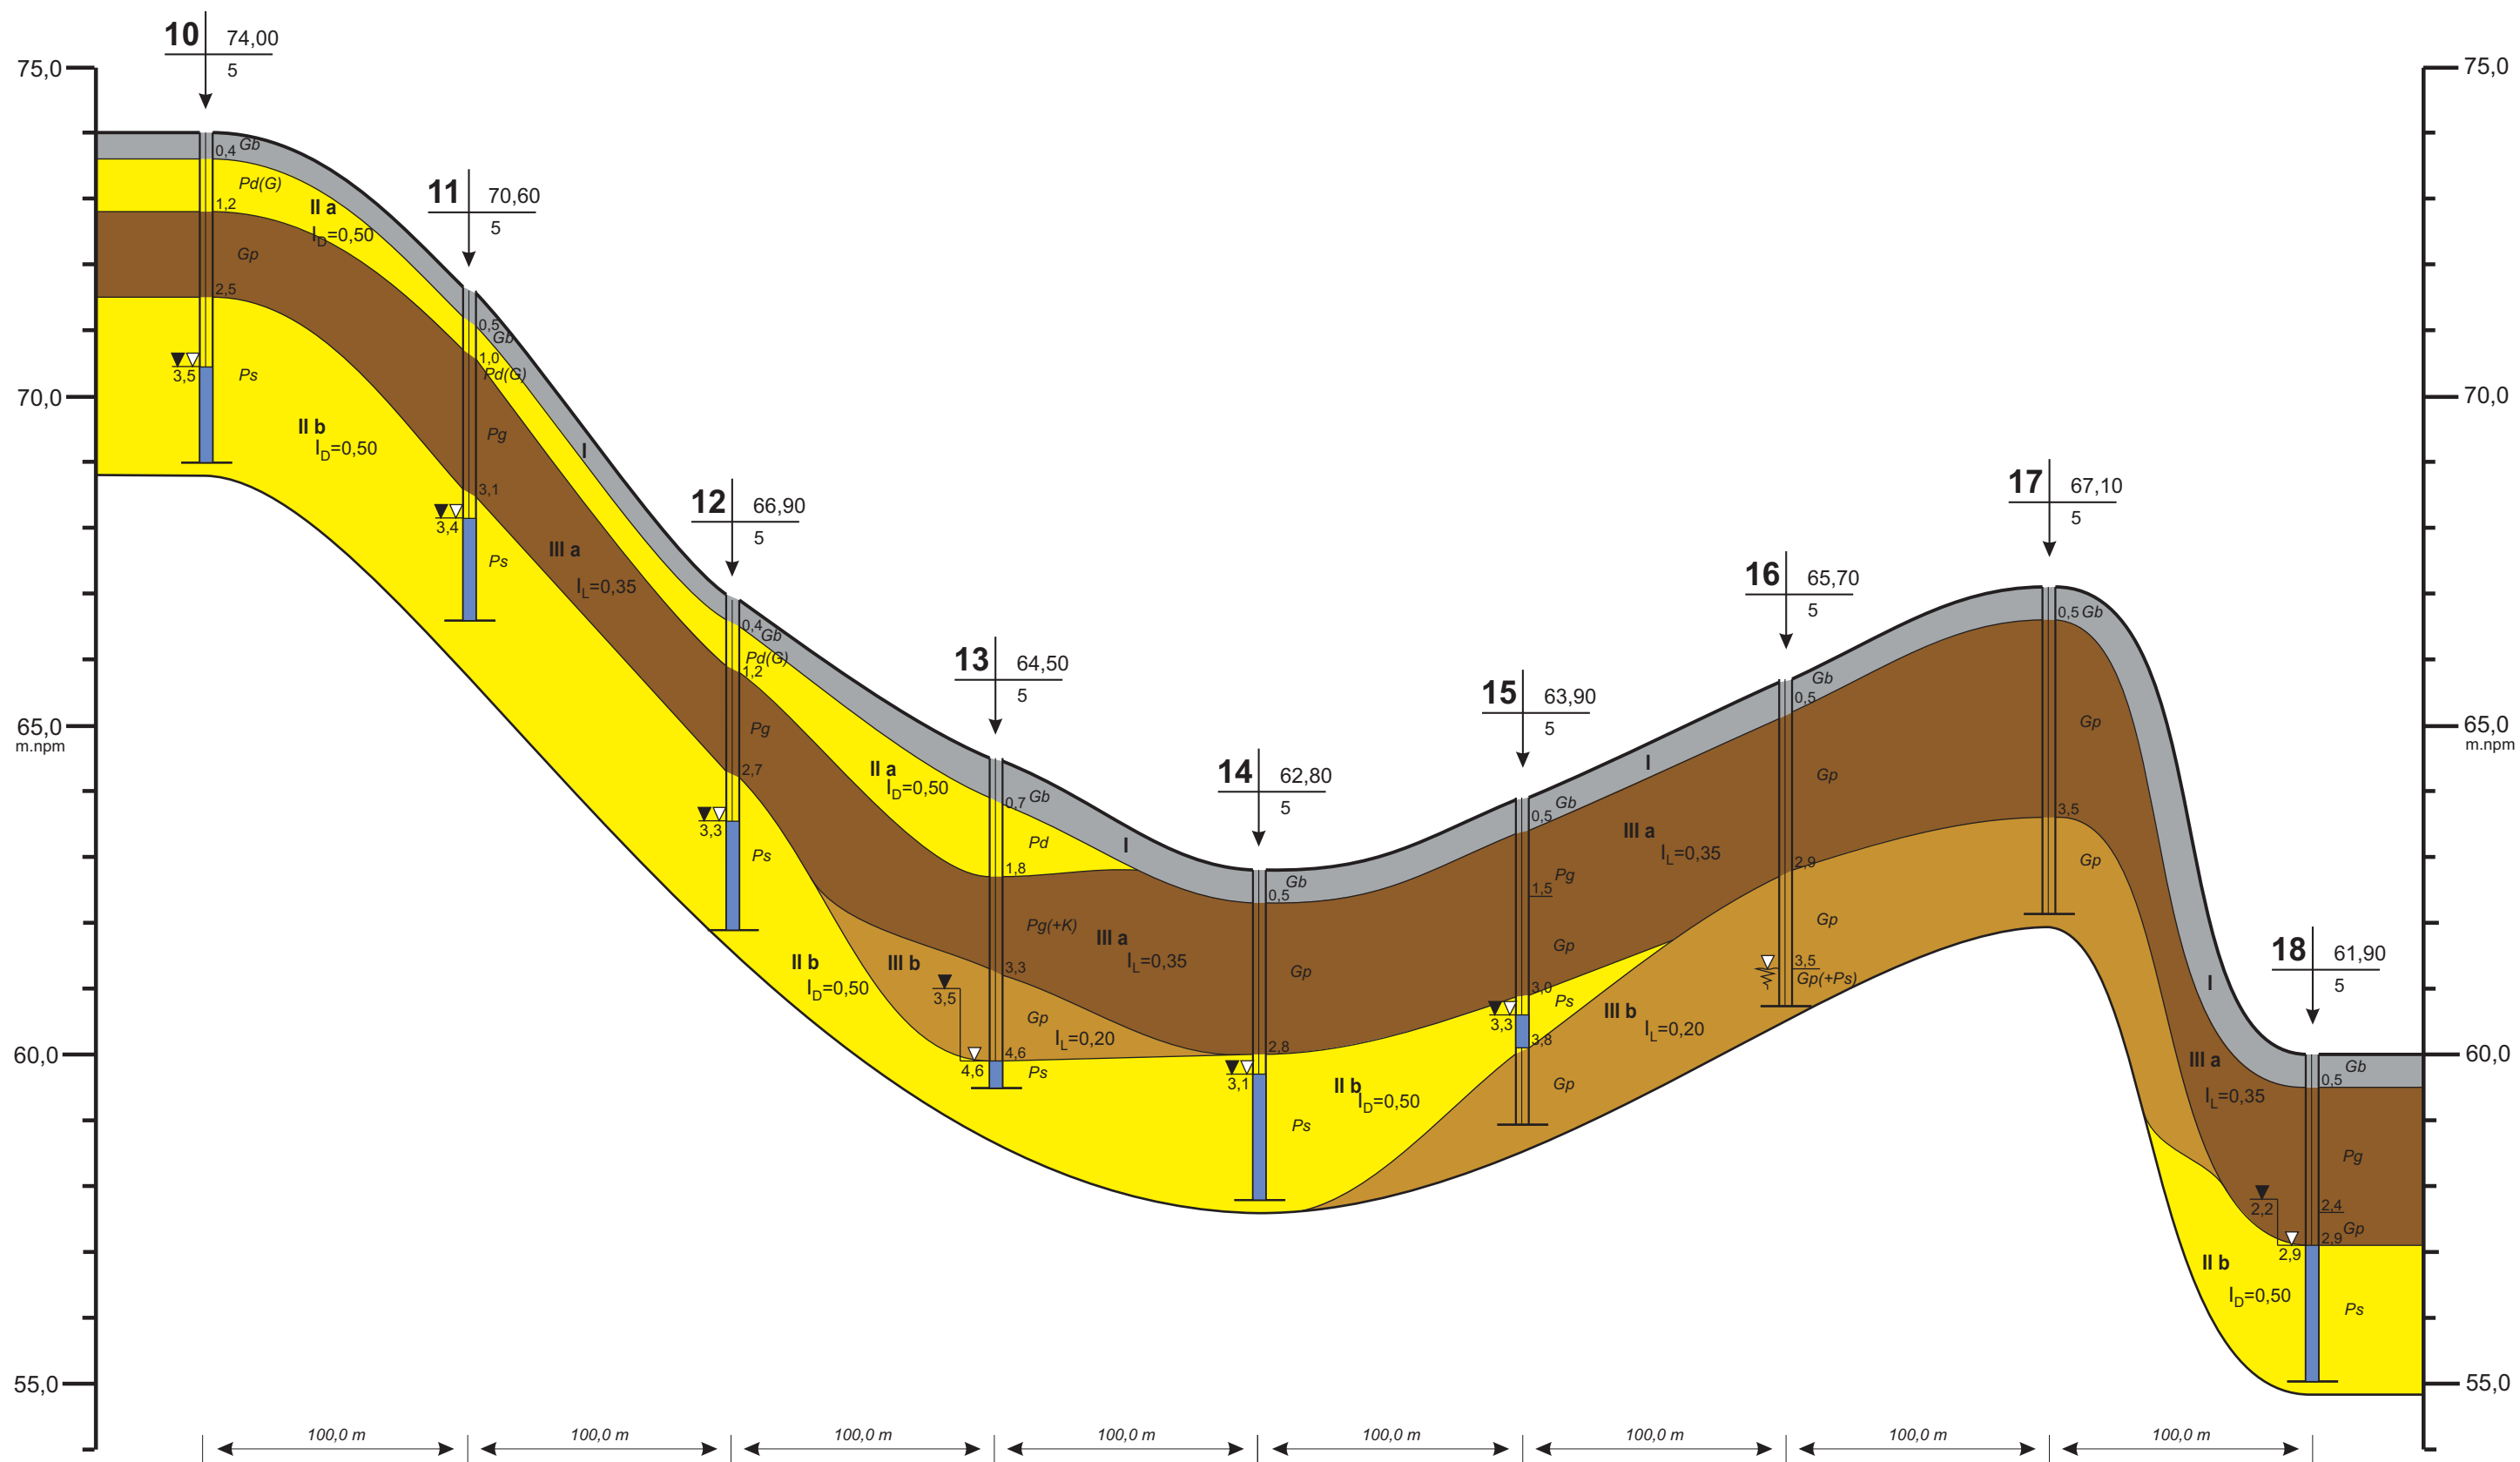 10 74,00
5
75,0
75,0
0,4 Gb
Pd(G)
1,2
II a
ID=0,50
Gp
2,5
3,5
Ps
II b
ID=0,50
70,0
70,0
11 70,60
5
0,5
Gb
1,0
Pd(G)
Pg
I
3,1
3,4
Ps
III a
IL=0,35
12 66,90
5
0,4 Gb
Pd(G)
1,2
Pg
2,7
3,3
Ps
65,0
m.npm
65,0
m.npm
II a
ID=0,50
II b
ID=0,50
III b
13 64,50
5
0,7 Gb
Pd
1,8
I
Pg(+K)
III a
IL=0,35
3,3
3,5
Gp
IL=0,20
4,6
4,6
Ps
14 62,80
5
Gb
0,5
Gp
2,8
3,1
Ps
II b
ID=0,50
60,0
60,0
15 63,90
5
Gb
0,5
Pg
1,5
Gp
3,0
Ps
3,3
3,8
Gp
I
III a
IL=0,35
III b
IL=0,20
16 65,70
5
Gb
0,5
Gp
2,9
Gp
3,5
Gp(+Ps)
17 67,10
5
0,5 Gb
Gp
3,5
Gp
I
III a
IL=0,35
18 61,90
5
Gb
0,5
Pg
2,4
2,2
Gp
2,9
2,9
II b
ID=0,50
Ps
55,0
55,0
100,0 m 100,0 m 100,0 m 100,0 m 100,0 m 100,0 m 100,0 m 100,0 m